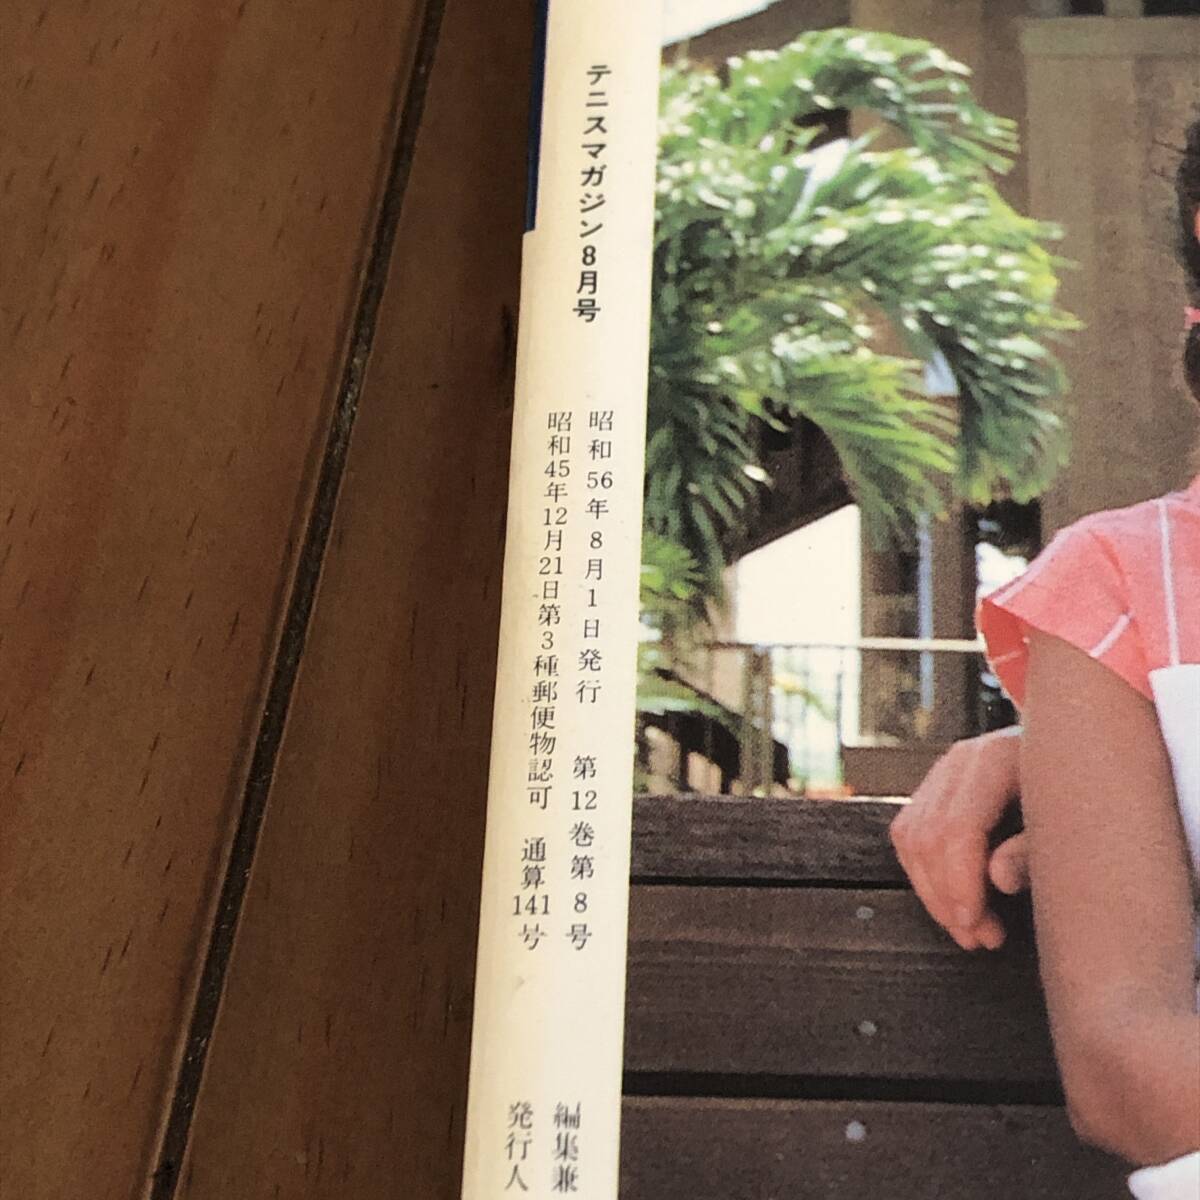 テニスマガジン8月号
昭和56年8月1日発行 第12巻第8号
昭和45年12月21日第3種郵便物認可 通算141号
編集兼
発行人